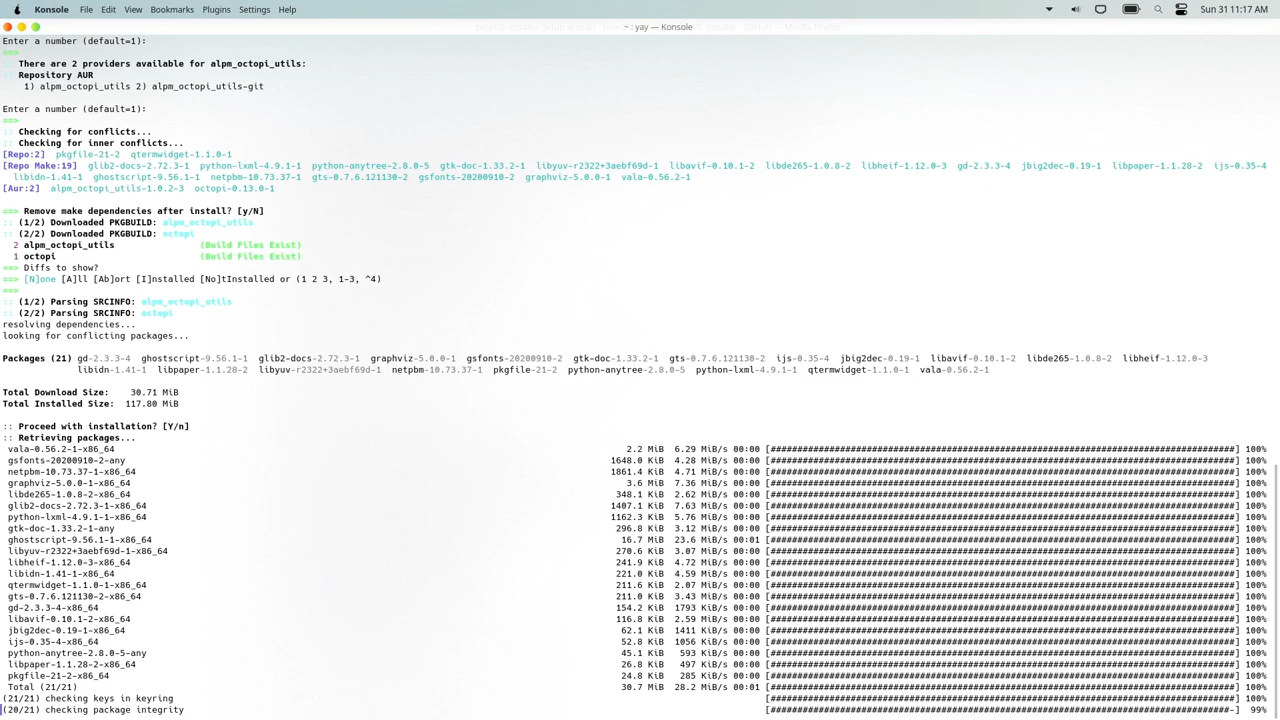 Konsole File Edit View Bookmarks Plugins Settings Help Sun 31 11:17 AM
~ : yay — Konsole
Enter a number (default=1):
==>
:: There are 2 providers available for alpm_octopi_utils:
:: Repository AUR
1) alpm_octopi_utils 2) alpm_octopi_utils-git
Enter a number (default=1):
==>
:: Checking for conflicts...
:: Checking for inner conflicts...
[Repo:2] pkgfile-21-2 qtermwidget-1.1.0-1
[Repo Make:19] glib2-docs-2.72.3-1 python-lxml-4.9.1-1 python-anytree-2.8.0-5 gtk-doc-1.33.2-1 libyuv-r2322+3aebf69d-1 libavif-0.10.1-2 libde265-1.0.8-2 libheif-1.12.0-3 gd-2.3.3-4 jbig2dec-0.19-1 libpaper-1.1.28-2 ijs-0.35-4
libidn-1.41-1 ghostscript-9.56.1-1 netpbm-10.73.37-1 gts-0.7.6.121130-2 gsfonts-20200910-2 graphviz-5.0.0-1 vala-0.56.2-1
[Aur:2] alpm_octopi_utils-1.0.2-3 octopi-0.13.0-1
==> Remove make dependencies after install? [y/N]
:: (1/2) Downloaded PKGBUILD: alpm_octopi_utils
:: (2/2) Downloaded PKGBUILD: octopi
2 alpm_octopi_utils (Build Files Exist)
1 octopi (Build Files Exist)
==> Diffs to show?
==> [N]one [A]ll [Ab]ort [I]nstalled [No]tInstalled or (1 2 3, 1-3, ^4)
==>
:: (1/2) Parsing SRCINFO: alpm_octopi_utils
:: (2/2) Parsing SRCINFO: octopi
resolving dependencies...
looking for conflicting packages...
Packages (21) gd-2.3.3-4 ghostscript-9.56.1-1 glib2-docs-2.72.3-1 graphviz-5.0.0-1 gsfonts-20200910-2 gtk-doc-1.33.2-1 gts-0.7.6.121130-2 ijs-0.35-4 jbig2dec-0.19-1 libavif-0.10.1-2 libde265-1.0.8-2 libheif-1.12.0-3
libidn-1.41-1 libpaper-1.1.28-2 libyuv-r2322+3aebf69d-1 netpbm-10.73.37-1 pkgfile-21-2 python-anytree-2.8.0-5 python-lxml-4.9.1-1 qtermwidget-1.1.0-1 vala-0.56.2-1
Total Download Size: 30.71 MiB
Total Installed Size: 117.80 MiB
:: Proceed with installation? [Y/n]
:: Retrieving packages...
vala-0.56.2-1-x86_64 2.2 MiB 6.29 MiB/s 00:00 [##########] 100%
gsfonts-20200910-2-any 1648.0 KiB 4.28 MiB/s 00:00 [##########] 100%
netpbm-10.73.37-1-x86_64 1861.4 KiB 4.71 MiB/s 00:00 [##########] 100%
graphviz-5.0.0-1-x86_64 3.6 MiB 7.36 MiB/s 00:00 [##########] 100%
libde265-1.0.8-2-x86_64 348.1 KiB 2.62 MiB/s 00:00 [##########] 100%
glib2-docs-2.72.3-1-x86_64 1407.1 KiB 7.63 MiB/s 00:00 [##########] 100%
python-lxml-4.9.1-1-x86_64 1162.3 KiB 5.76 MiB/s 00:00 [##########] 100%
gtk-doc-1.33.2-1-any 296.8 KiB 3.12 MiB/s 00:00 [##########] 100%
ghostscript-9.56.1-1-x86_64 16.7 MiB 23.6 MiB/s 00:01 [##########] 100%
libyuv-r2322+3aebf69d-1-x86_64 270.6 KiB 3.07 MiB/s 00:00 [##########] 100%
libheif-1.12.0-3-x86_64 241.9 KiB 4.72 MiB/s 00:00 [##########] 100%
libidn-1.41-1-x86_64 221.0 KiB 4.59 MiB/s 00:00 [##########] 100%
qtermwidget-1.1.0-1-x86_64 211.6 KiB 2.07 MiB/s 00:00 [##########] 100%
gts-0.7.6.121130-2-x86_64 211.0 KiB 3.43 MiB/s 00:00 [##########] 100%
gd-2.3.3-4-x86_64 154.2 KiB 1793 KiB/s 00:00 [##########] 100%
libavif-0.10.1-2-x86_64 116.8 KiB 2.59 MiB/s 00:00 [##########] 100%
jbig2dec-0.19-1-x86_64 62.1 KiB 1411 KiB/s 00:00 [##########] 100%
ijs-0.35-4-x86_64 52.8 KiB 1056 KiB/s 00:00 [##########] 100%
python-anytree-2.8.0-5-any 45.1 KiB 593 KiB/s 00:00 [##########] 100%
libpaper-1.1.28-2-x86_64 26.8 KiB 497 KiB/s 00:00 [##########] 100%
pkgfile-21-2-x86_64 24.8 KiB 285 KiB/s 00:00 [##########] 100%
Total (21/21) 30.7 MiB 28.2 MiB/s 00:01 [##########] 100%
(21/21) checking keys in keyring [##########] 100%
(20/21) checking package integrity [#########-] 99%